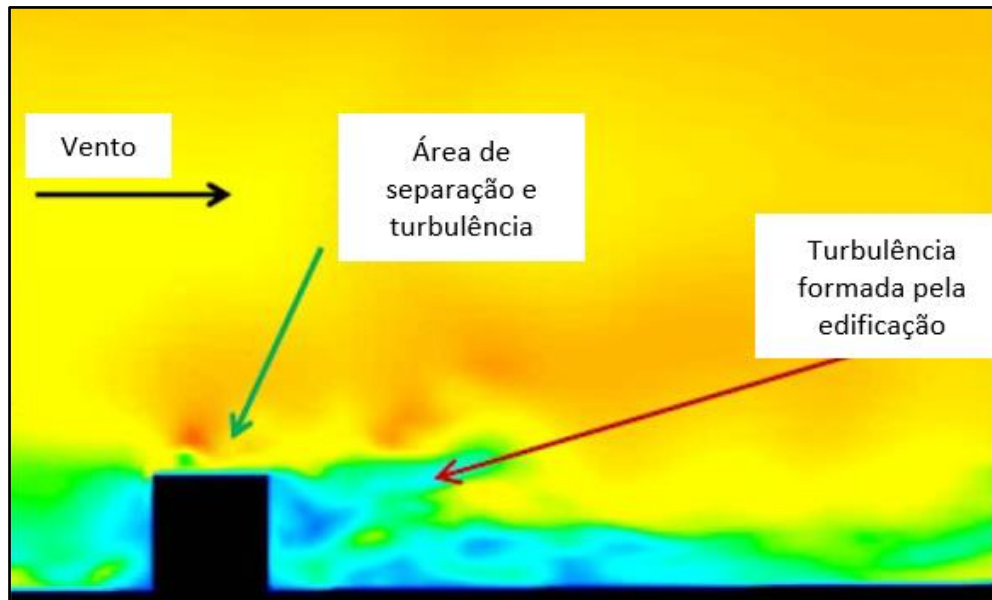 Vento
Área de
separação e
turbulência
Turbulência
formada pela
edificação